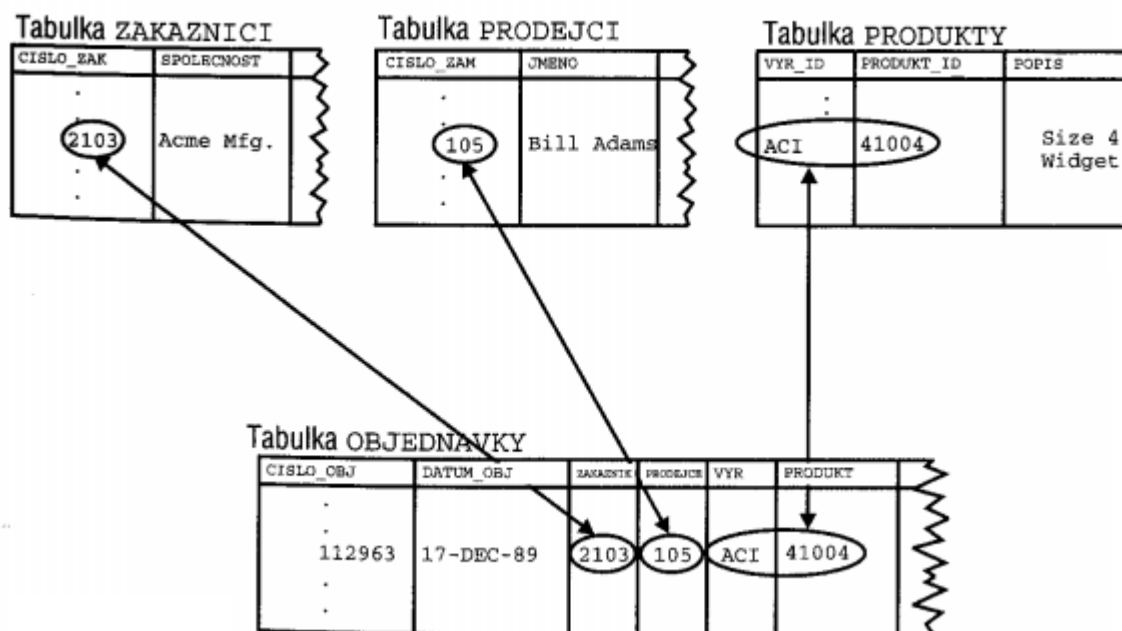 Tabulka ZAKAZNICI
CISLO_ZAK SPOLECNOST
2103 Acme Mfg.
Tabulka PRODEJCI
CISLO_ZAM JMENO
105 Bill Adams
Tabulka PRODUKTY
VYR_ID PRODUKT_ID POPIS
ACI 41004 Size 4
Widget
Tabulka OBJEDNAVKY
CISLO_OBJ DATUM_OBJ ZAKAZNIK PRODEJCE VYR PRODUKT
112963 17-DEC-89 2103 105 ACI 41004